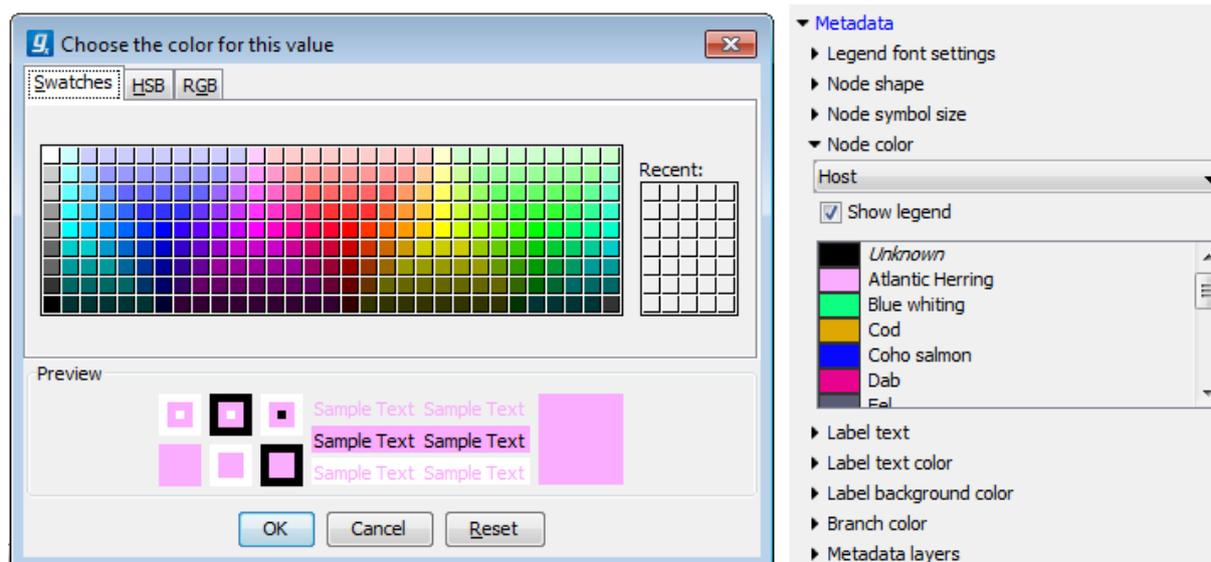 Choose the color for this value
Swatches HSB RGB
Recent:
Preview
Sample Text Sample Text
Sample Text Sample Text
Sample Text Sample Text
OK Cancel Reset
Metadata
Legend font settings
Node shape
Node symbol size
Node color
Host
Show legend
Unknown
Atlantic Herring
Blue whiting
Cod
Coho salmon
Dab
Eel
Label text
Label text color
Label background color
Branch color
Metadata layers